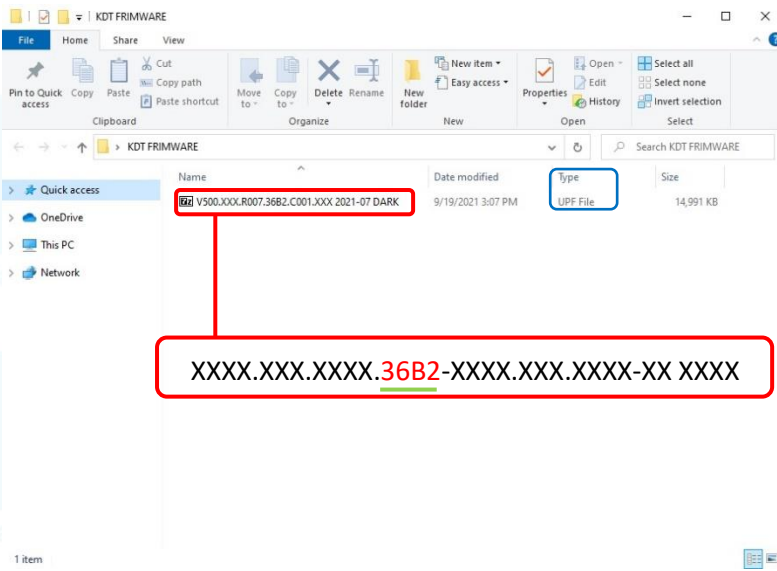 KDT FRIMWARE
File Home Share View
Pin to Quick access
Copy
Paste
Cut
Copy path
Paste shortcut
Clipboard
Move to
Copy to
Delete
Rename
Organize
New folder
New item
Easy access
New
Properties
Open
Edit
History
Open
Select all
Select none
Invert selection
Select
KDT FRIMWARE
Search KDT FRIMWARE
Name Date modified Type Size
Quick access
OneDrive
This PC
Network
V500.XXX.R007.36B2.C001.XXX 2021-07 DARK 9/19/2021 3:07 PM UPF File 14,991 KB
XXXX.XXX.XXXX.36B2-XXXX.XXX.XXXX-XX XXXX
1 item